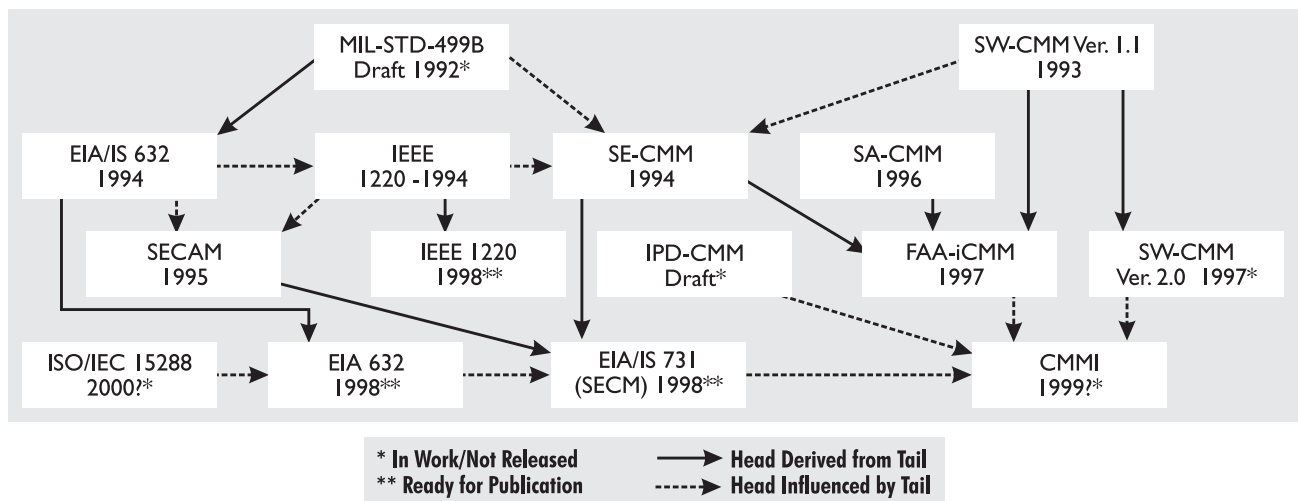 MIL-STD-499B
Draft 1992*
SW-CMM Ver. 1.1
1993
EIA/IS 632
1994
IEEE
1220 -1994
SE-CMM
1994
SA-CMM
1996
SECAM
1995
IEEE 1220
1998**
IPD-CMM
Draft*
FAA-iCMM
1997
SW-CMM
Ver. 2.0 1997*
ISO/IEC 15288
2000?*
EIA 632
1998**
EIA/IS 731
(SECM) 1998**
CMMI
1999?*
* In Work/Not Released
** Ready for Publication
Head Derived from Tail
Head Influenced by Tail